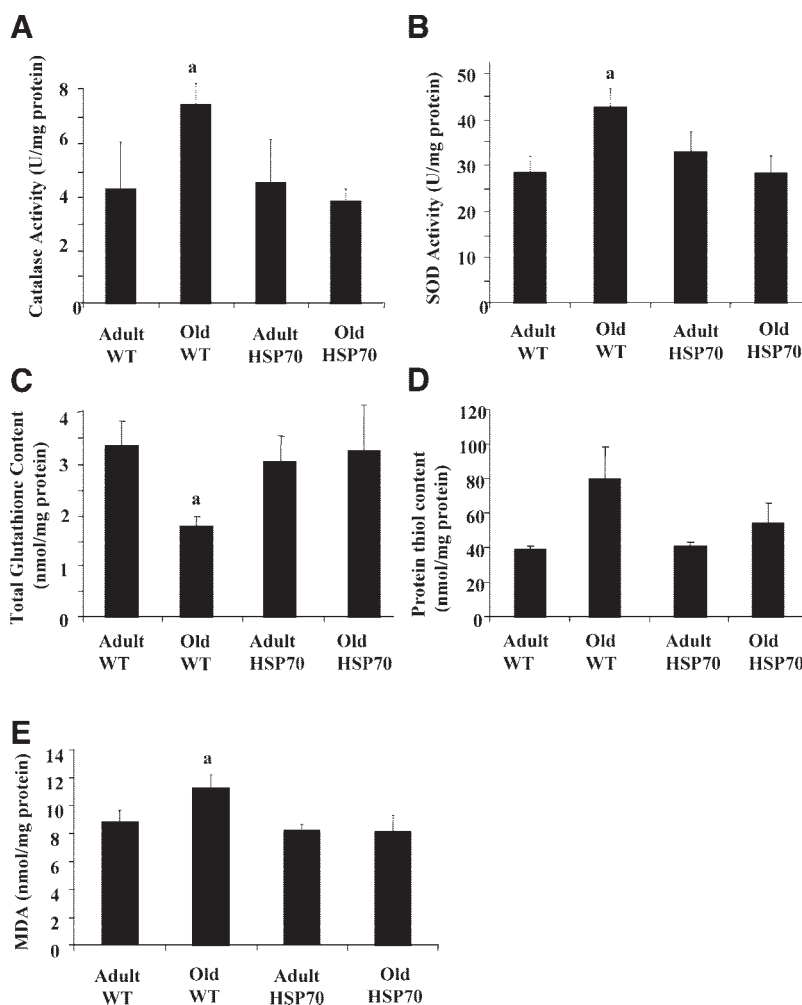 A
Catalase Activity (U/mg protein)
8
6
4
2
0
a
Adult WT
Old WT
Adult HSP70
Old HSP70
B
SOD Activity (U/mg protein)
50
40
30
20
10
0
a
Adult WT
Old WT
Adult HSP70
Old HSP70
C
Total Glutathione Content
(nmol/mg protein)
4
3
2
1
0
a
Adult WT
Old WT
Adult HSP70
Old HSP70
D
Protein thiol content
(nmol/mg protein)
120
100
80
60
40
20
0
Adult WT
Old WT
Adult HSP70
Old HSP70
E
MDA (nmol/mg protein)
14
12
10
8
6
4
2
0
a
Adult WT
Old WT
Adult HSP70
Old HSP70